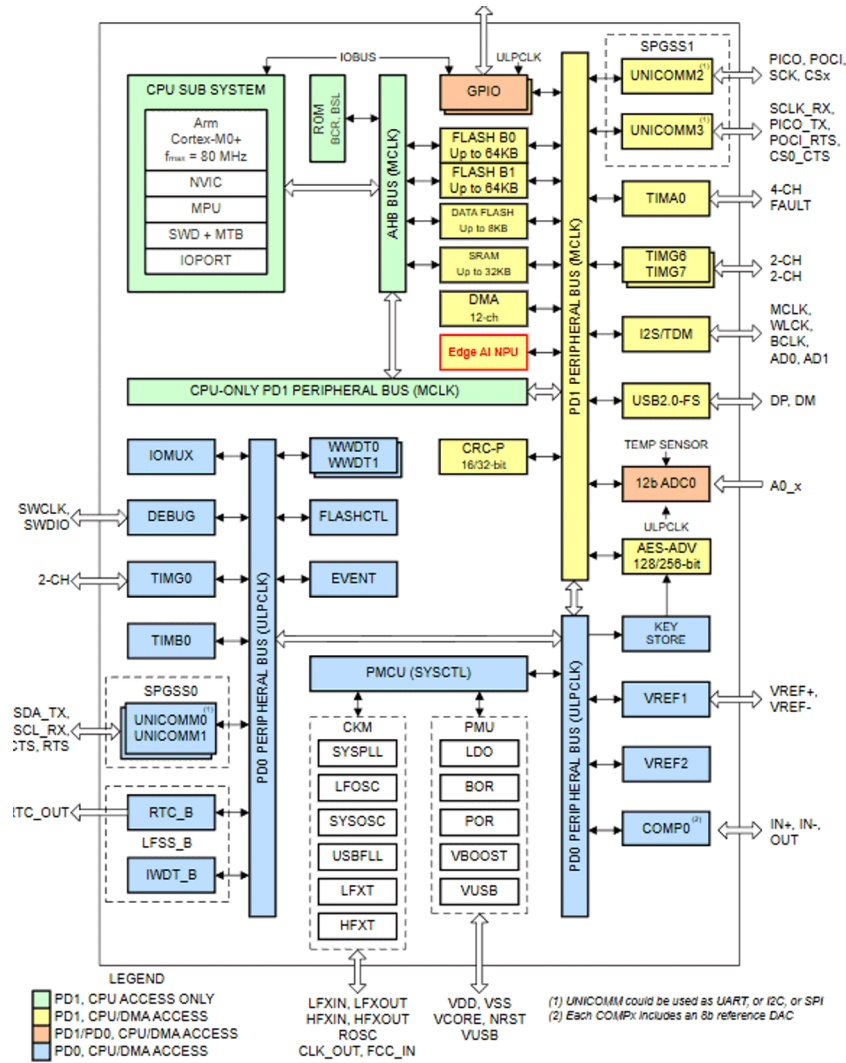 IOBUS
ULPCLK
SPGSS1
CPU SUB SYSTEM
Arm
Cortex-M0+
fmax = 80 MHz
NVIC
MPU
SWD + MTB
IOPORT
ROM
BCR, BSL
AHB BUS (MCLK)
GPIO
FLASH B0
Up to 64KB
FLASH B1
Up to 64KB
DATA FLASH
Up to 8KB
SRAM
Up to 32KB
DMA
12-ch
Edge AI NPU
CPU-ONLY PD1 PERIPHERAL BUS (MCLK)
CRC-P
16/32-bit
PD1 PERIPHERAL BUS (MCLK)
UNICOMM2(1)
PICO, POCI,
SCK, CSx
UNICOMM3(1)
SCLK_RX,
PICO_TX,
POCI_RTS,
CS0_CTS
TIMA0
4-CH
FAULT
TIMG6
TIMG7
2-CH
2-CH
I2S/TDM
MCLK,
WLCK,
BCLK,
AD0, AD1
USB2.0-FS
DP, DM
TEMP SENSOR
12b ADC0
A0_x
ULPCLK
AES-ADV
128/256-bit
KEY
STORE
IOMUX
WWDT0
WWDT1
SWCLK,
SWDIO
DEBUG
FLASHCTL
2-CH
TIMG0
EVENT
TIMB0
PD0 PERIPHERAL BUS (ULPCLK)
SPGSS0
SDA_TX,
SCL_RX,
CTS, RTS
UNICOMM0(1)
UNICOMM1
RTC_OUT
RTC_B
LFSS_B
IWDT_B
PMCU (SYSCTL)
CKM
SYSPLL
LFOSC
SYSOSC
USBFLL
LFXT
HFXT
PMU
LDO
BOR
POR
VBOOST
VUSB
PD0 PERIPHERAL BUS (ULPCLK)
VREF1
VREF+,
VREF-
VREF2
COMP0(2)
IN+, IN-,
OUT
LEGEND
PD1, CPU ACCESS ONLY
PD1, CPU/DMA ACCESS
PD1/PD0, CPU/DMA ACCESS
PD0, CPU/DMA ACCESS
LFXIN, LFXOUT
HFXIN, HFXOUT
ROSC
CLK_OUT, FCC_IN
VDD, VSS
VCORE, NRST
VUSB
(1) UNICOMM could be used as UART, or I2C, or SPI
(2) Each COMPx includes an 8b reference DAC